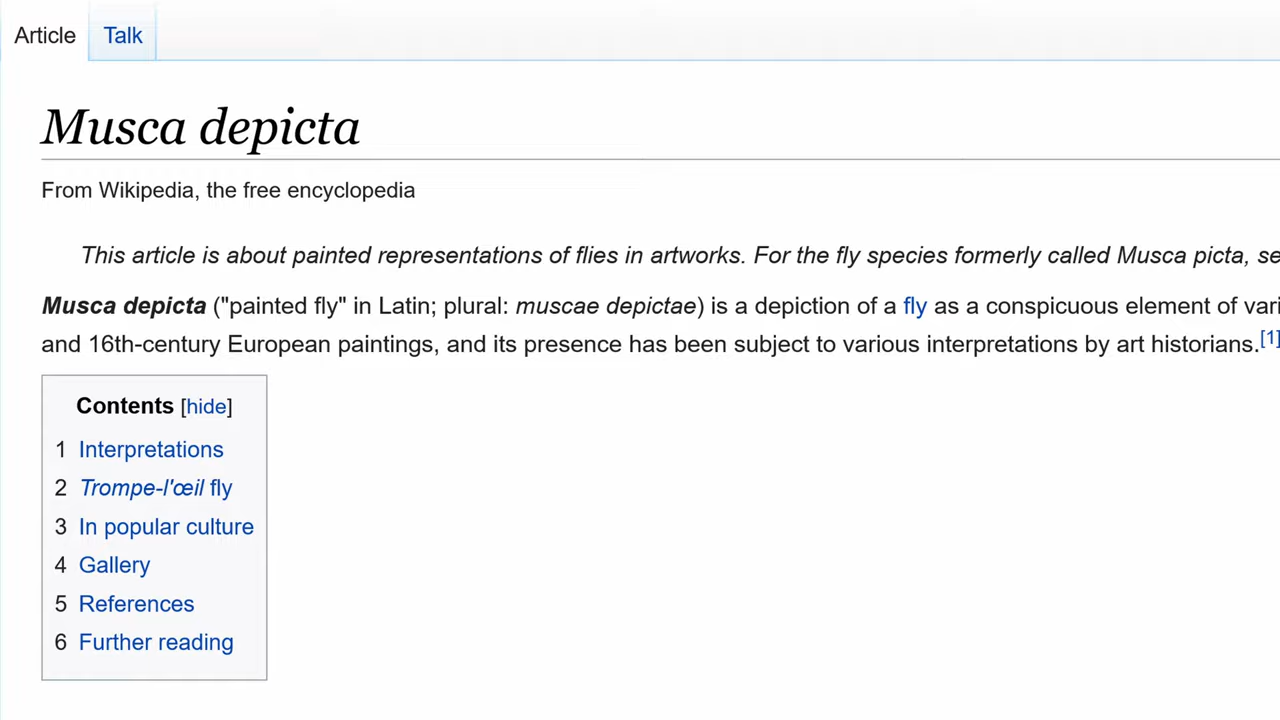 Article Talk
Musca depicta
From Wikipedia, the free encyclopedia
This article is about painted representations of flies in artworks. For the fly species formerly called Musca picta,
Musca depicta ("painted fly" in Latin; plural: muscae depictae) is a depiction of a fly as a conspicuous element of
and 16th-century European paintings, and its presence has been subject to various interpretations by art historians.[1]
Contents [hide]
1 Interpretations
2 Trompe-l'œil fly
3 In popular culture
4 Gallery
5 References
6 Further reading